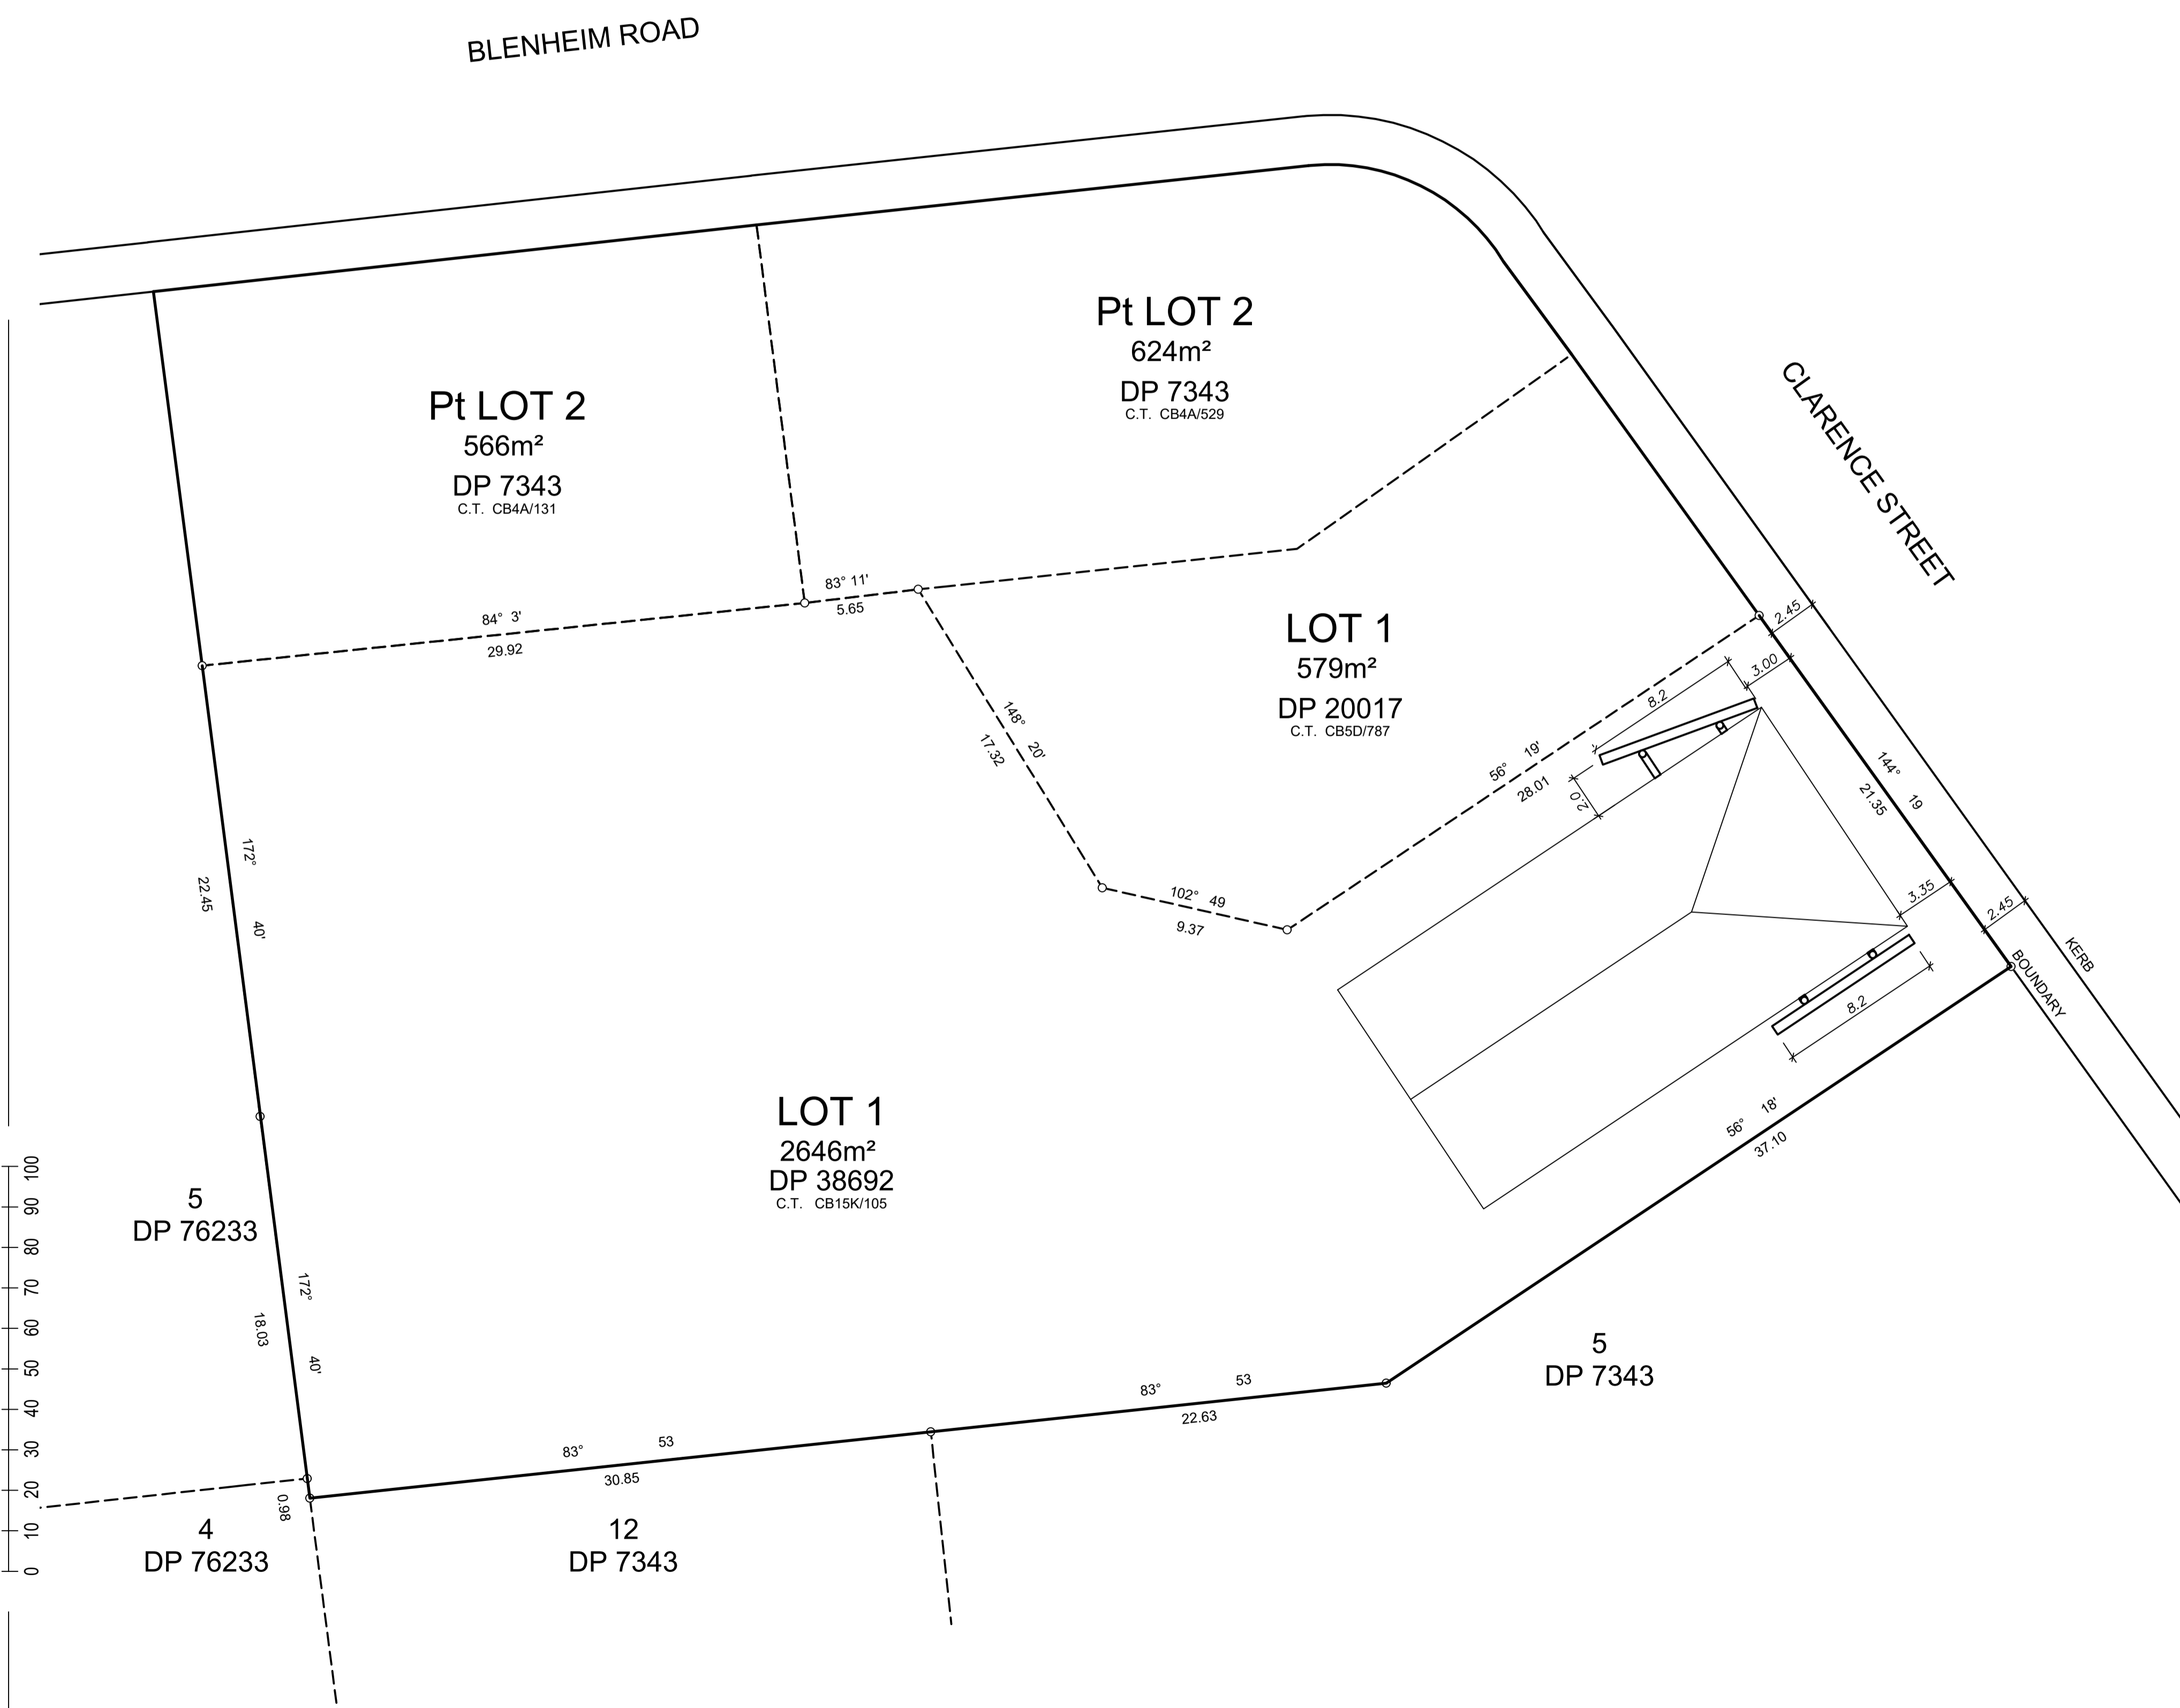 BLENHEIM ROAD
CLARENCE STREET
Pt LOT 2
624m²
DP 7343
C.T. CB4A/529
Pt LOT 2
566m²
DP 7343
C.T. CB4A/131
83° 11'
5.65
84° 3'
29.92
LOT 1
579m²
DP 20017
C.T. CB5D/787
2.45
3.00
8.2
148° 20'
17.32
56° 19'
28.01
2.0
144° 19
21.35
172° 40'
22.45
102° 49
9.37
3.35
2.45
KERB
BOUNDARY
8.2
LOT 1
2646m²
DP 38692
C.T. CB15K/105
56° 18'
37.10
5
DP 76233
172° 40'
18.03
5
DP 7343
83° 53
22.63
83° 53
30.85
0.98
4
DP 76233
12
DP 7343
100
90
80
70
60
50
40
30
20
10
0